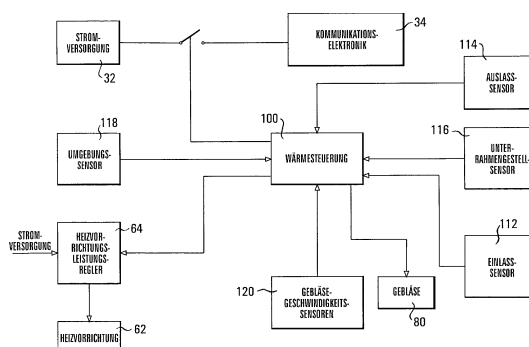 STROM-
VERSORGUNG
32
KOMMUNIKATIONS-
ELEKTRONIK
34
114
AUSLASS-
SENSOR
118
UMGEBUNGS-
SENSOR
100
WÄRMESTEUERUNG
116
UNTER-
RAHMENGESTELL-
SENSOR
STROM-
VERSORGUNG
64
HEIZVOR-
RICHTUNGS-
LEISTUNGS-
REGLER
112
EINLASS-
SENSOR
120
GEBLÄSE-
GESCHWINDIGKEITS-
SENSOREN
GEBLÄSE
80
HEIZVORRICHTUNG
62